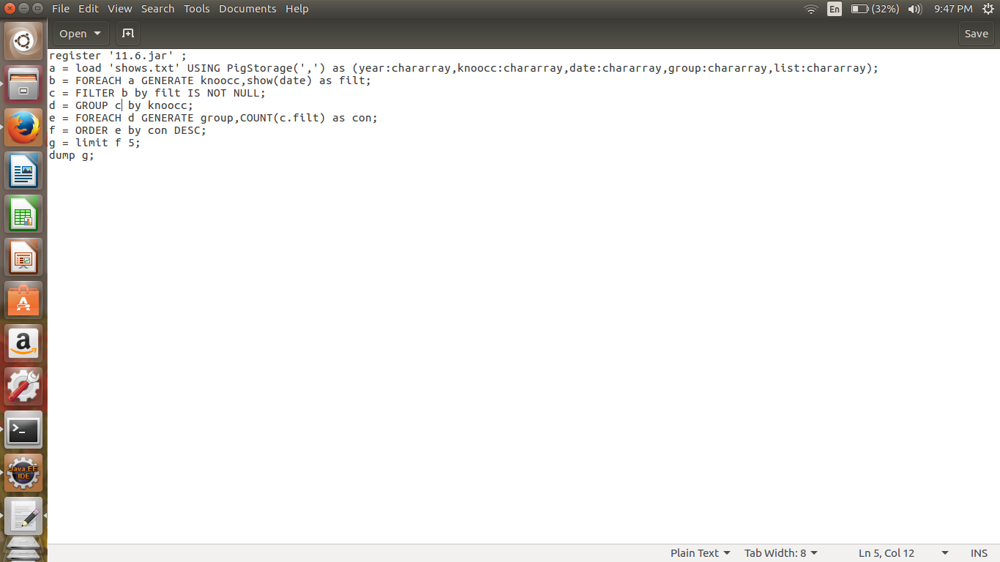 File Edit View Search Tools Documents Help
En (32%) 9:47 PM
Open Save
register '11.6.jar' ;
a = load 'shows.txt' USING PigStorage(',') as (year:chararray,knoocc:chararray,date:chararray,group:chararray,list:chararray);
b = FOREACH a GENERATE knoocc,show(date) as filt;
c = FILTER b by filt IS NOT NULL;
d = GROUP c by knoocc;
e = FOREACH d GENERATE group,COUNT(c.filt) as con;
f = ORDER e by con DESC;
g = limit f 5;
dump g;
A
a
>_
Java EE
IDE
Plain Text Tab Width: 8 Ln 5, Col 12 INS